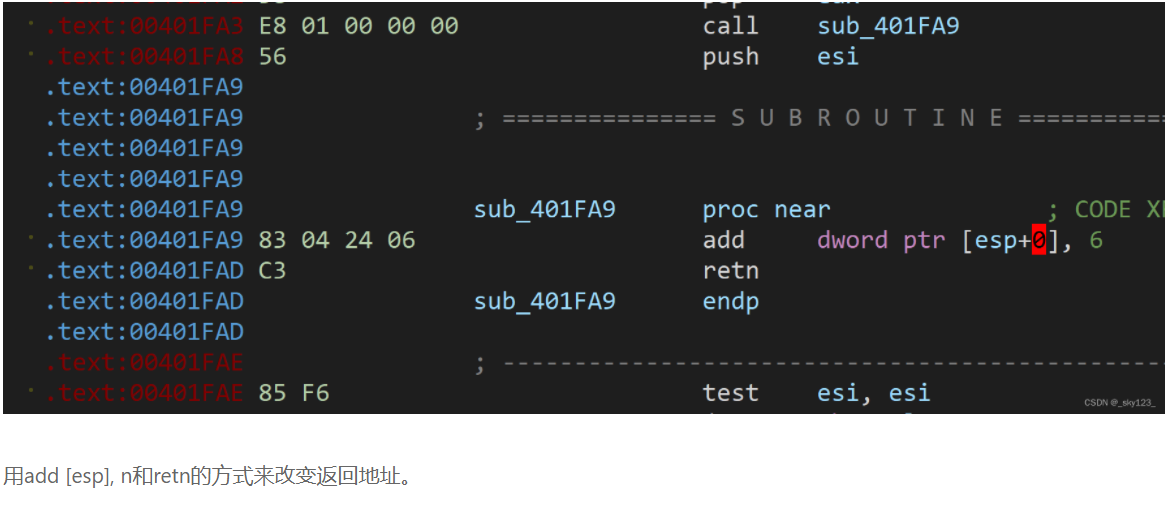 .text:00401FA3 E8 01 00 00 00 call sub_401FA9
.text:00401FA8 56 push esi
.text:00401FA9
.text:00401FA9 ; =============== S U B R O U T I N E ===========
.text:00401FA9
.text:00401FA9
.text:00401FA9 sub_401FA9 proc near ; CODE
.text:00401FA9 83 04 24 06 add dword ptr [esp+0], 6
.text:00401FAD C3 retn
.text:00401FAD sub_401FA9 endp
.text:00401FAD
.text:00401FAE ; ---------------------------------------------
.text:00401FAE 85 F6 test esi, esi
CSDN @_sky123_
用add [esp], n和retn的方式来改变返回地址。